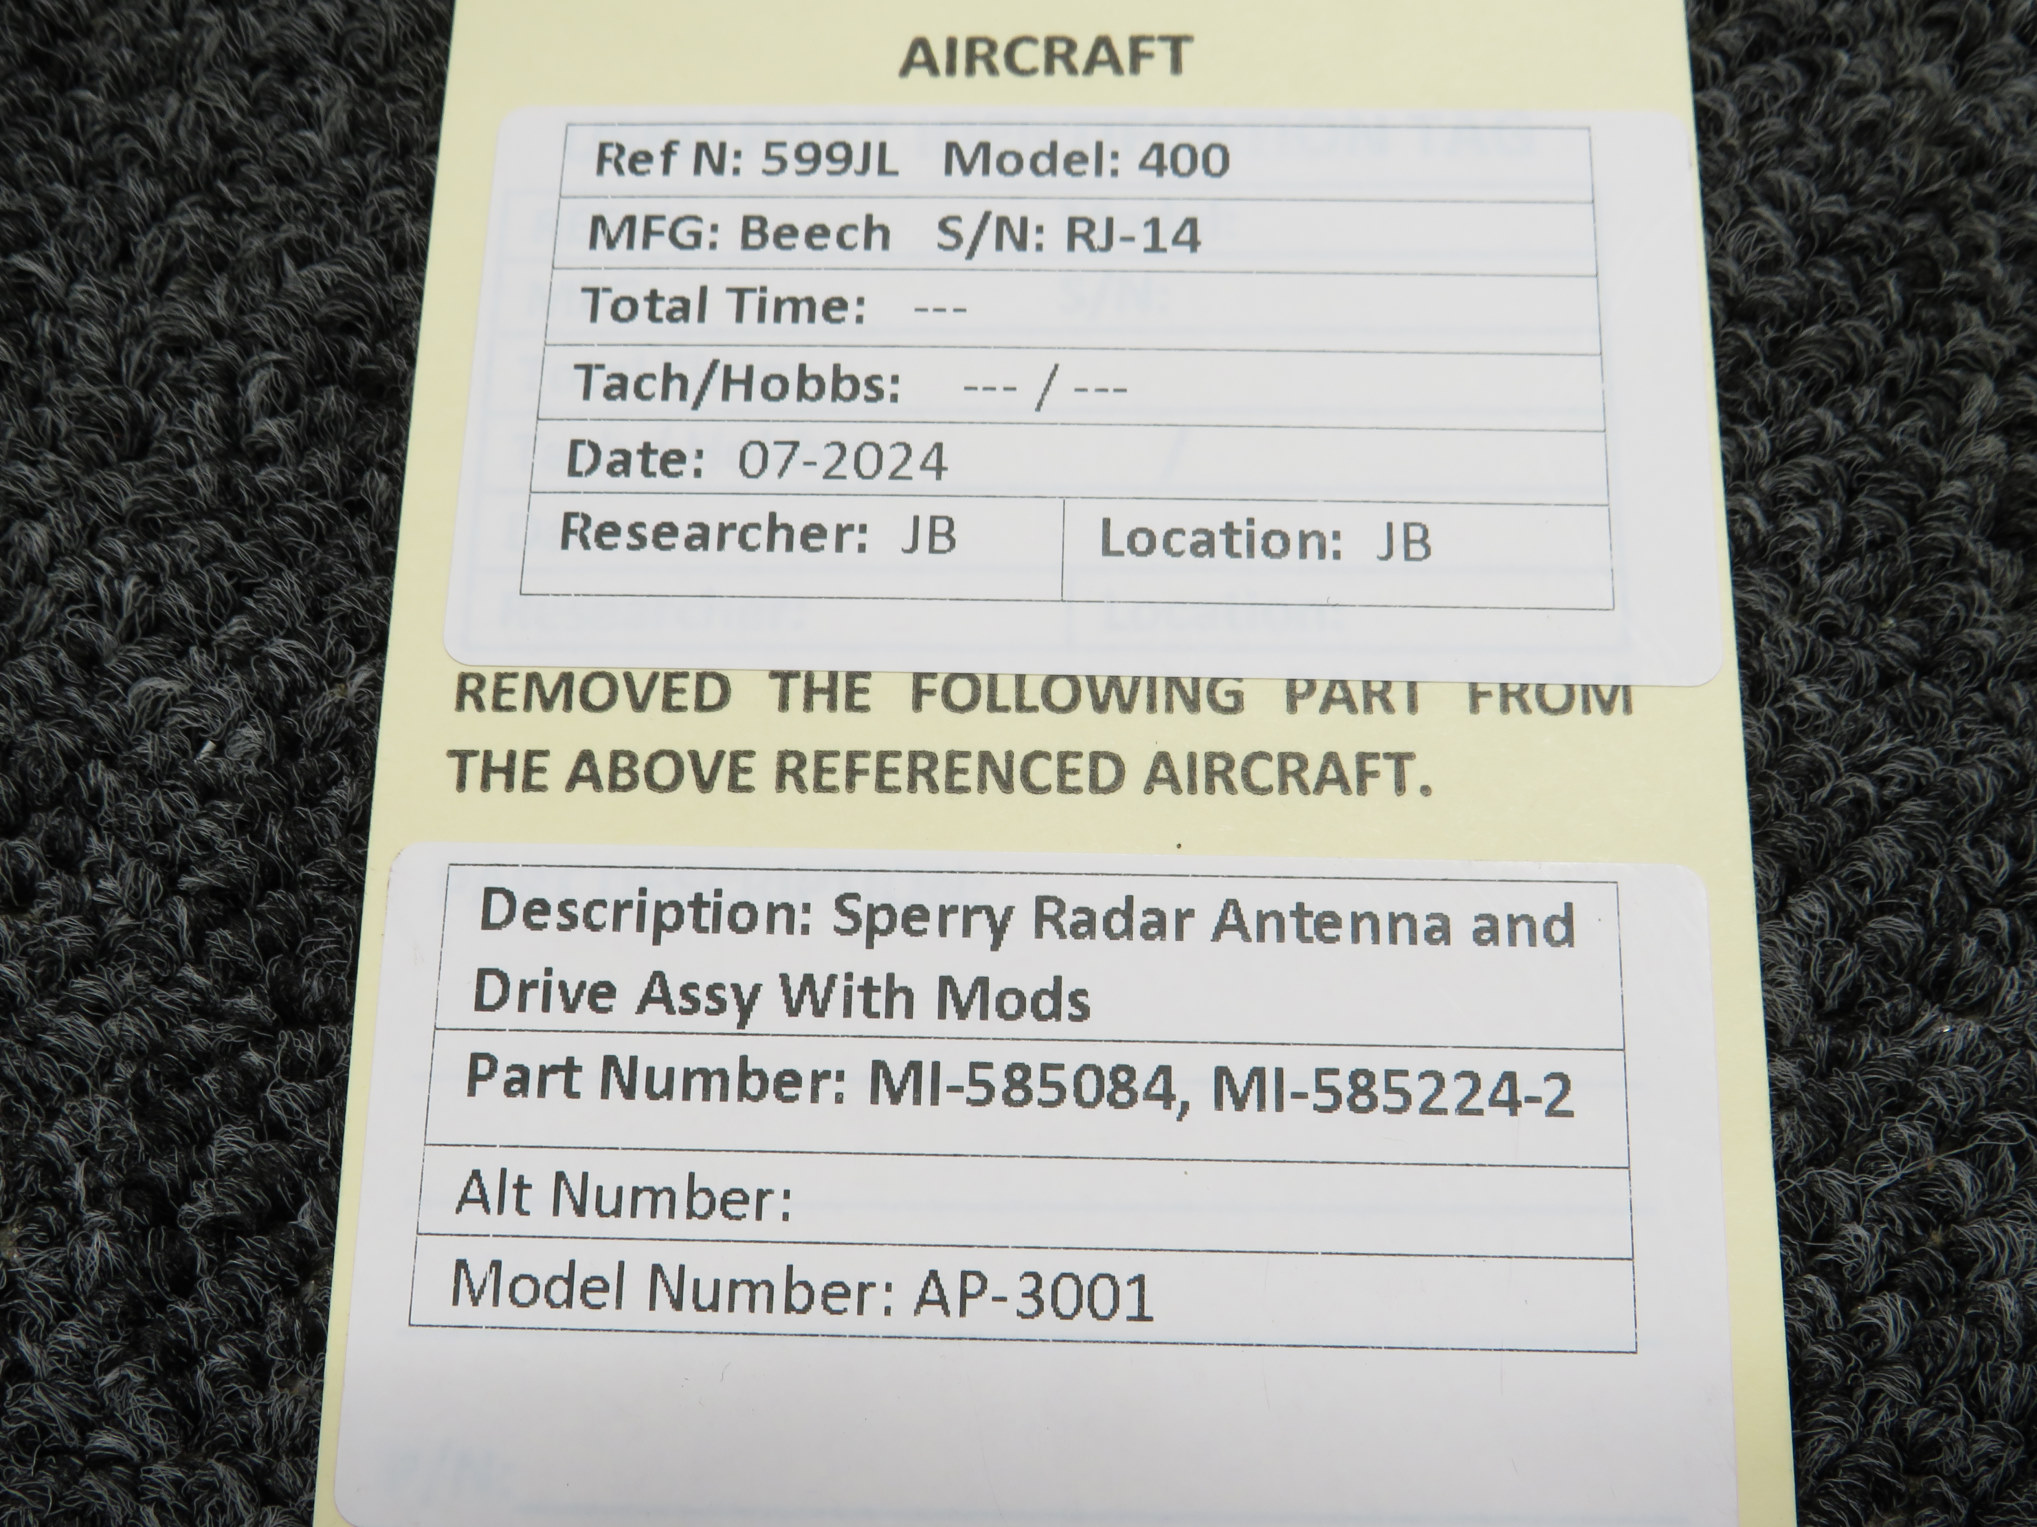 AIRCRAFT
Ref N: 599JL Model: 400
MFG: Beech S/N: RJ-14
Total Time: ---
Tach/Hobbs: --- / ---
Date: 07-2024
Researcher: JB Location: JB
REMOVED THE FOLLOWING PART FROM
THE ABOVE REFERENCED AIRCRAFT.
Description: Sperry Radar Antenna and
Drive Assy With Mods
Part Number: MI-585084, MI-585224-2
Alt Number:
Model Number: AP-3001
P/N: